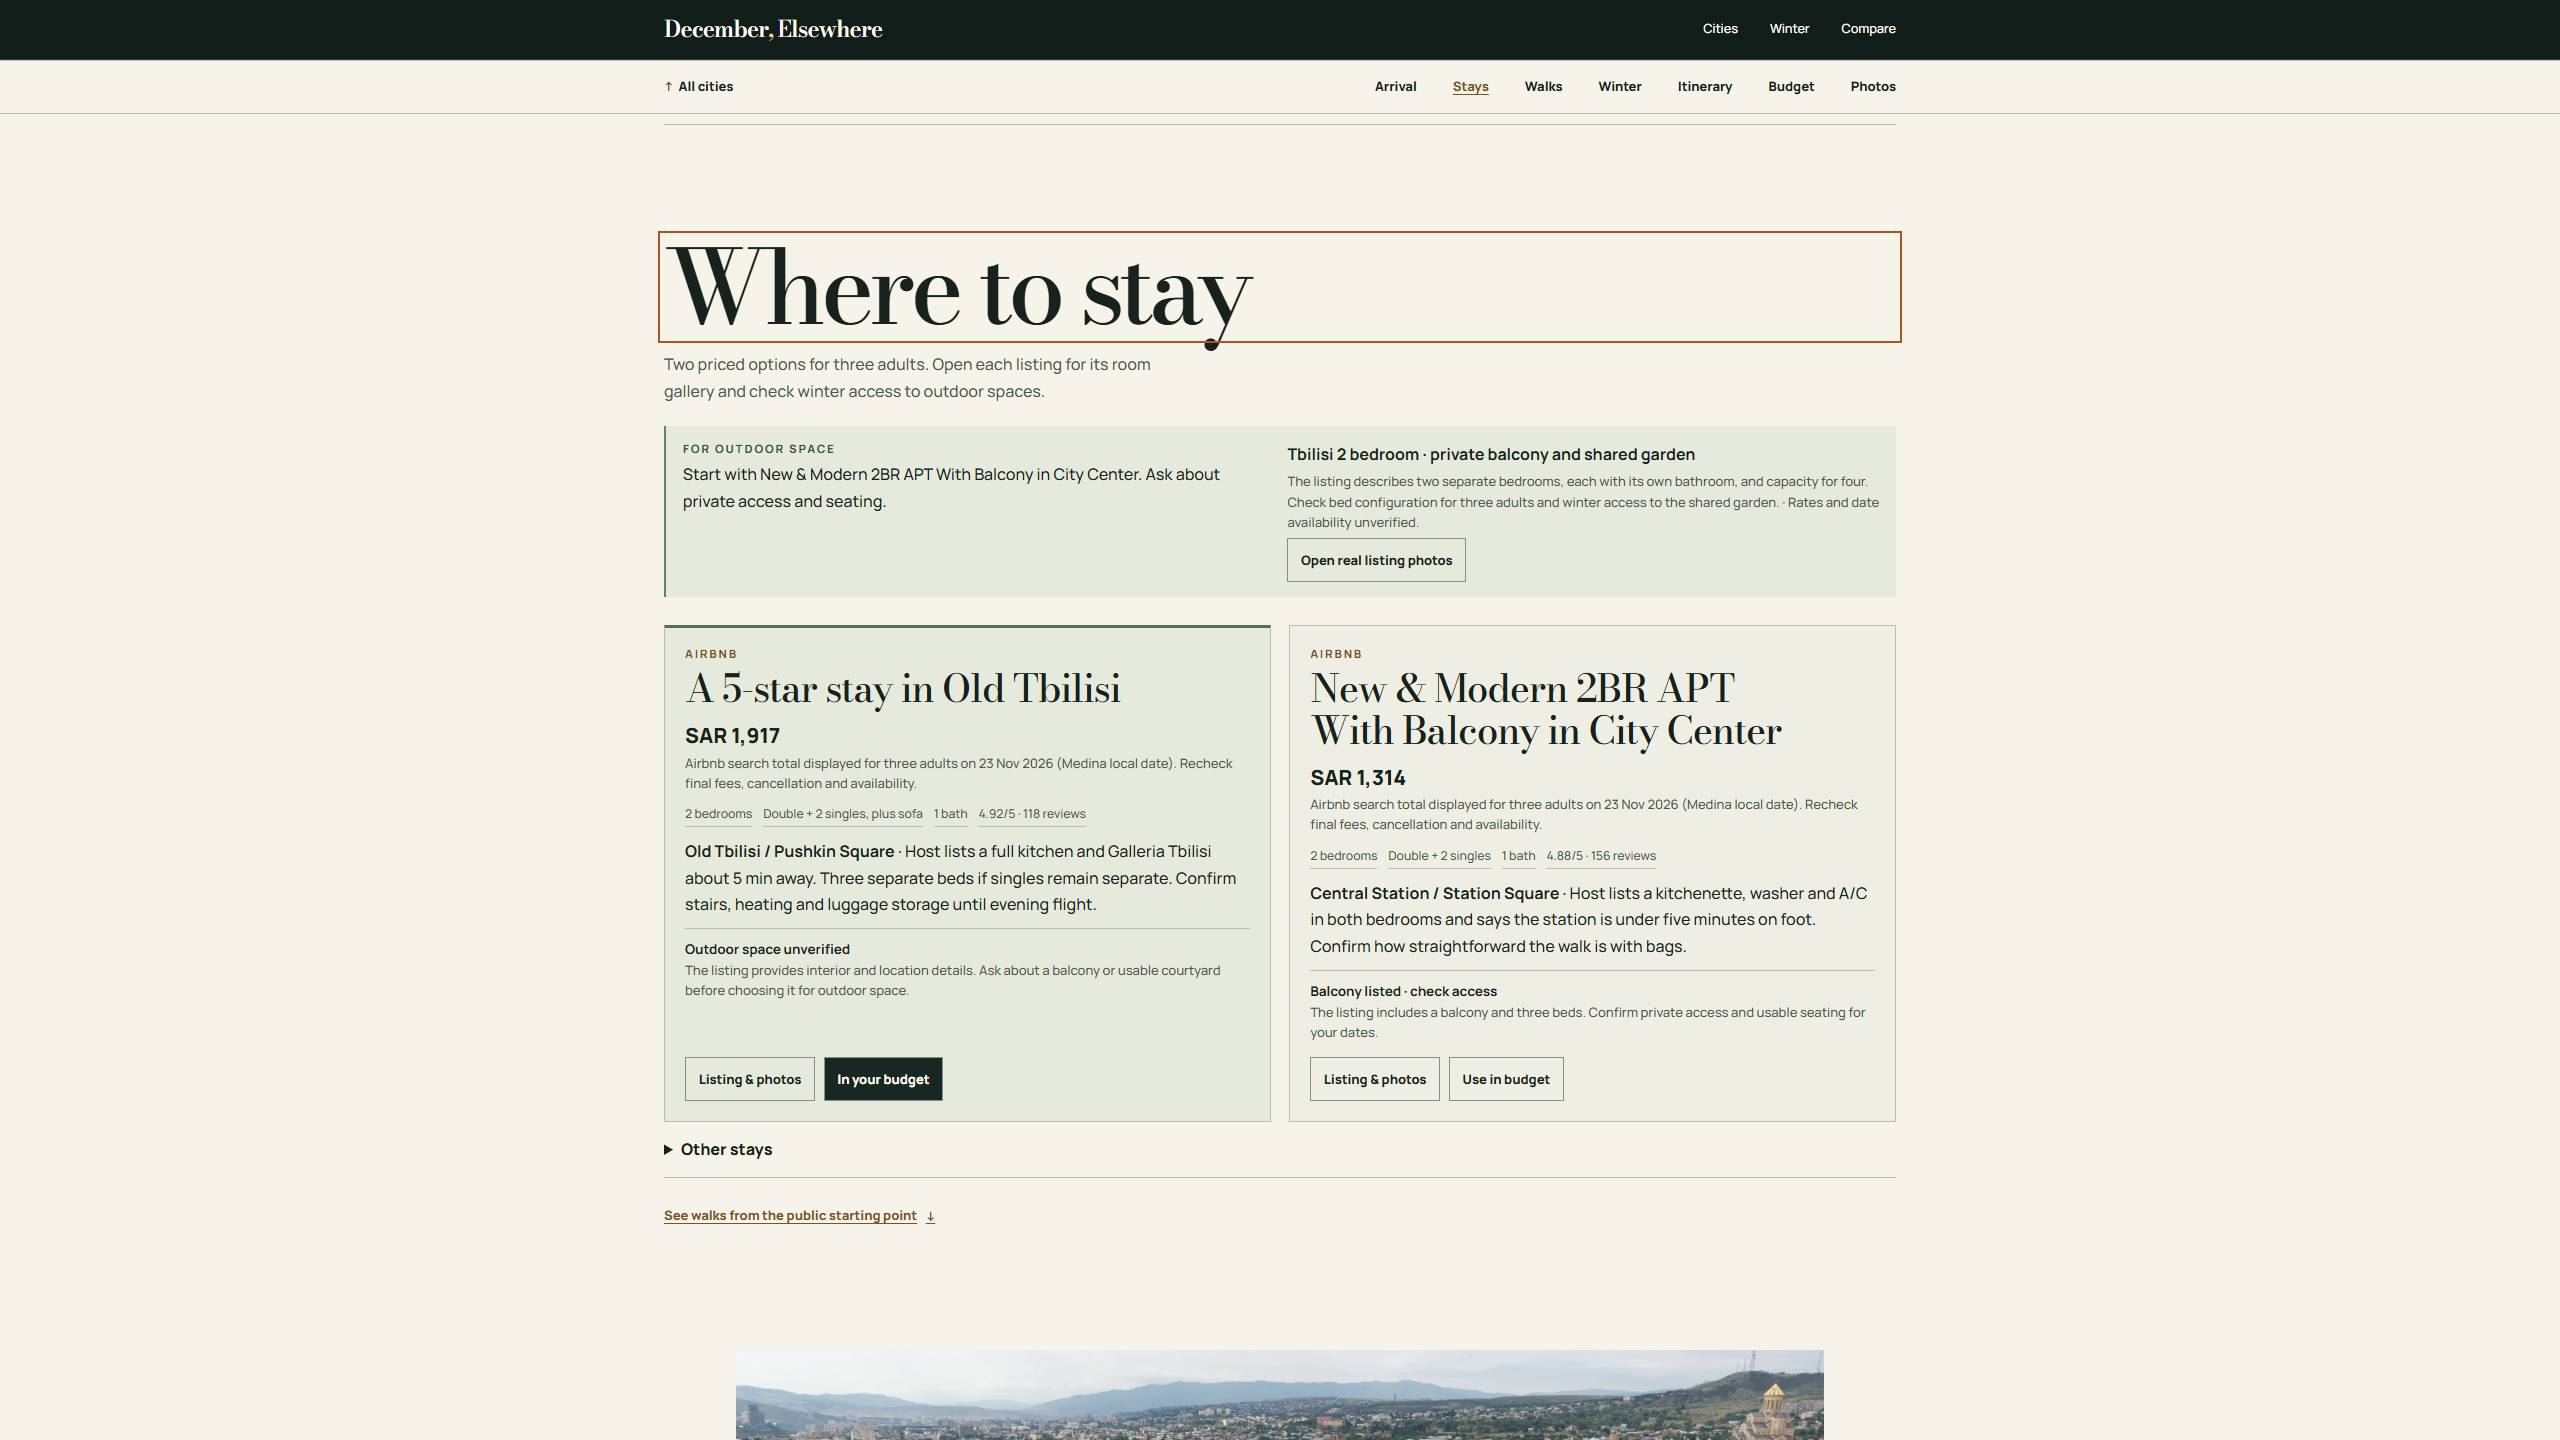 December, Elsewhere
Cities
Winter
Compare
↑ All cities
Arrival
Stays
Walks
Winter
Itinerary
Budget
Photos
Where to stay
Two priced options for three adults. Open each listing for its room
gallery and check winter access to outdoor spaces.
FOR OUTDOOR SPACE
Start with New & Modern 2BR APT With Balcony in City Center. Ask about
private access and seating.
Tbilisi 2 bedroom · private balcony and shared garden
The listing describes two separate bedrooms, each with its own bathroom, and capacity for four.
Check bed configuration for three adults and winter access to the shared garden. · Rates and date
availability unverified.
Open real listing photos
AIRBNB
A 5-star stay in Old Tbilisi
SAR 1,917
Airbnb search total displayed for three adults on 23 Nov 2026 (Medina local date). Recheck
final fees, cancellation and availability.
2 bedrooms
Double + 2 singles, plus sofa
1 bath
4.92/5 · 118 reviews
Old Tbilisi / Pushkin Square · Host lists a full kitchen and Galleria Tbilisi
about 5 min away. Three separate beds if singles remain separate. Confirm
stairs, heating and luggage storage until evening flight.
Outdoor space unverified
The listing provides interior and location details. Ask about a balcony or usable courtyard
before choosing it for outdoor space.
Listing & photos
In your budget
AIRBNB
New & Modern 2BR APT
With Balcony in City Center
SAR 1,314
Airbnb search total displayed for three adults on 23 Nov 2026 (Medina local date). Recheck
final fees, cancellation and availability.
2 bedrooms
Double + 2 singles
1 bath
4.88/5 · 156 reviews
Central Station / Station Square · Host lists a kitchenette, washer and A/C
in both bedrooms and says the station is under five minutes on foot.
Confirm how straightforward the walk is with bags.
Balcony listed · check access
The listing includes a balcony and three beds. Confirm private access and usable seating for
your dates.
Listing & photos
Use in budget
▶ Other stays
See walks from the public starting point ↓